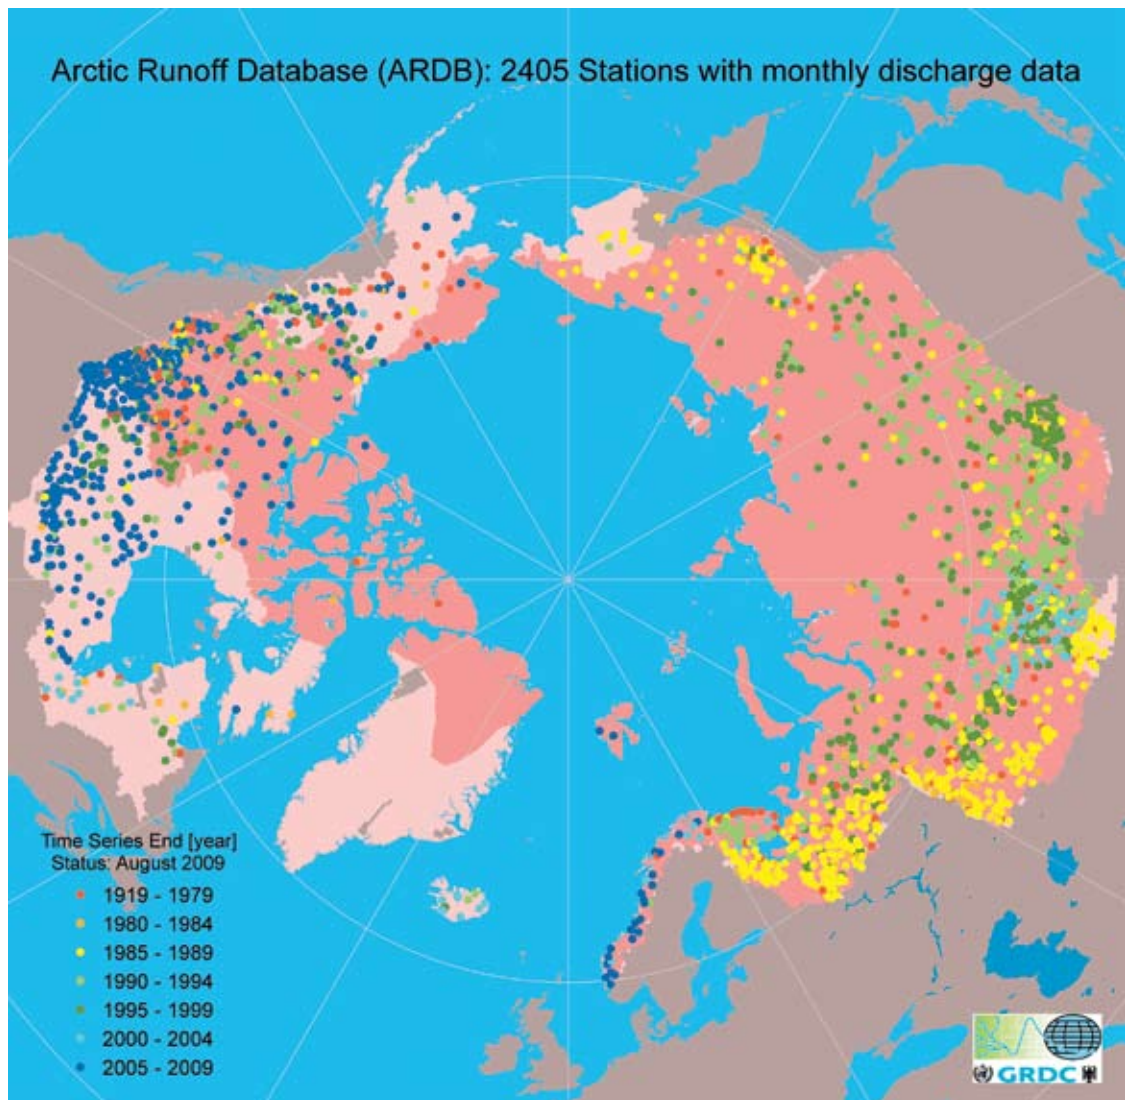 Arctic Runoff Database (ARDB): 2405 Stations with monthly discharge data
Time Series End [year]
Status: August 2009
1919 - 1979
1980 - 1984
1985 - 1989
1990 - 1994
1995 - 1999
2000 - 2004
2005 - 2009
GRDC